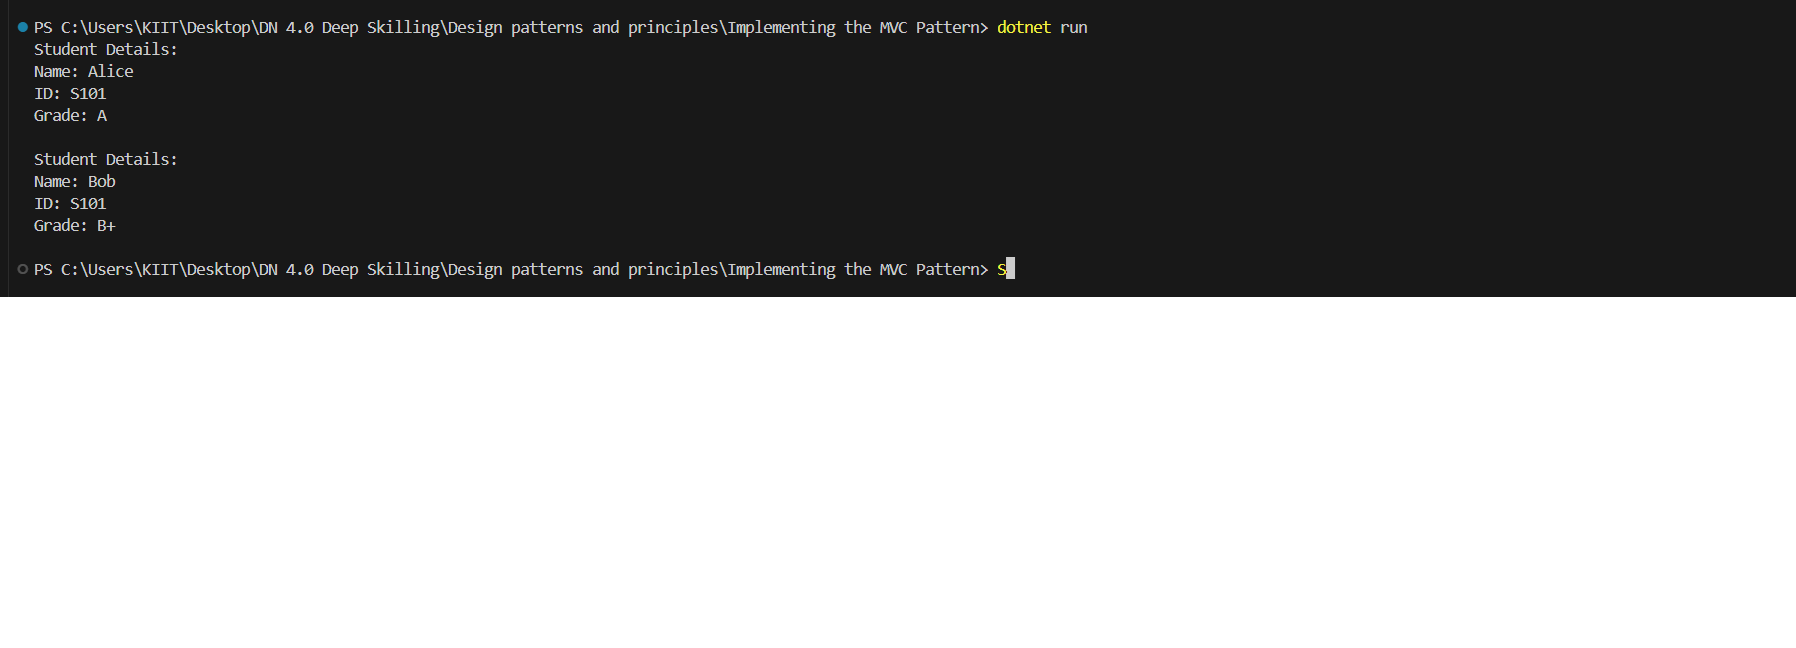 PS C:\Users\KIIT\Desktop\DN 4.0 Deep Skilling\Design patterns and principles\Implementing the MVC Pattern> dotnet run
Student Details:
Name: Alice
ID: S101
Grade: A
Student Details:
Name: Bob
ID: S101
Grade: B+
PS C:\Users\KIIT\Desktop\DN 4.0 Deep Skilling\Design patterns and principles\Implementing the MVC Pattern> S